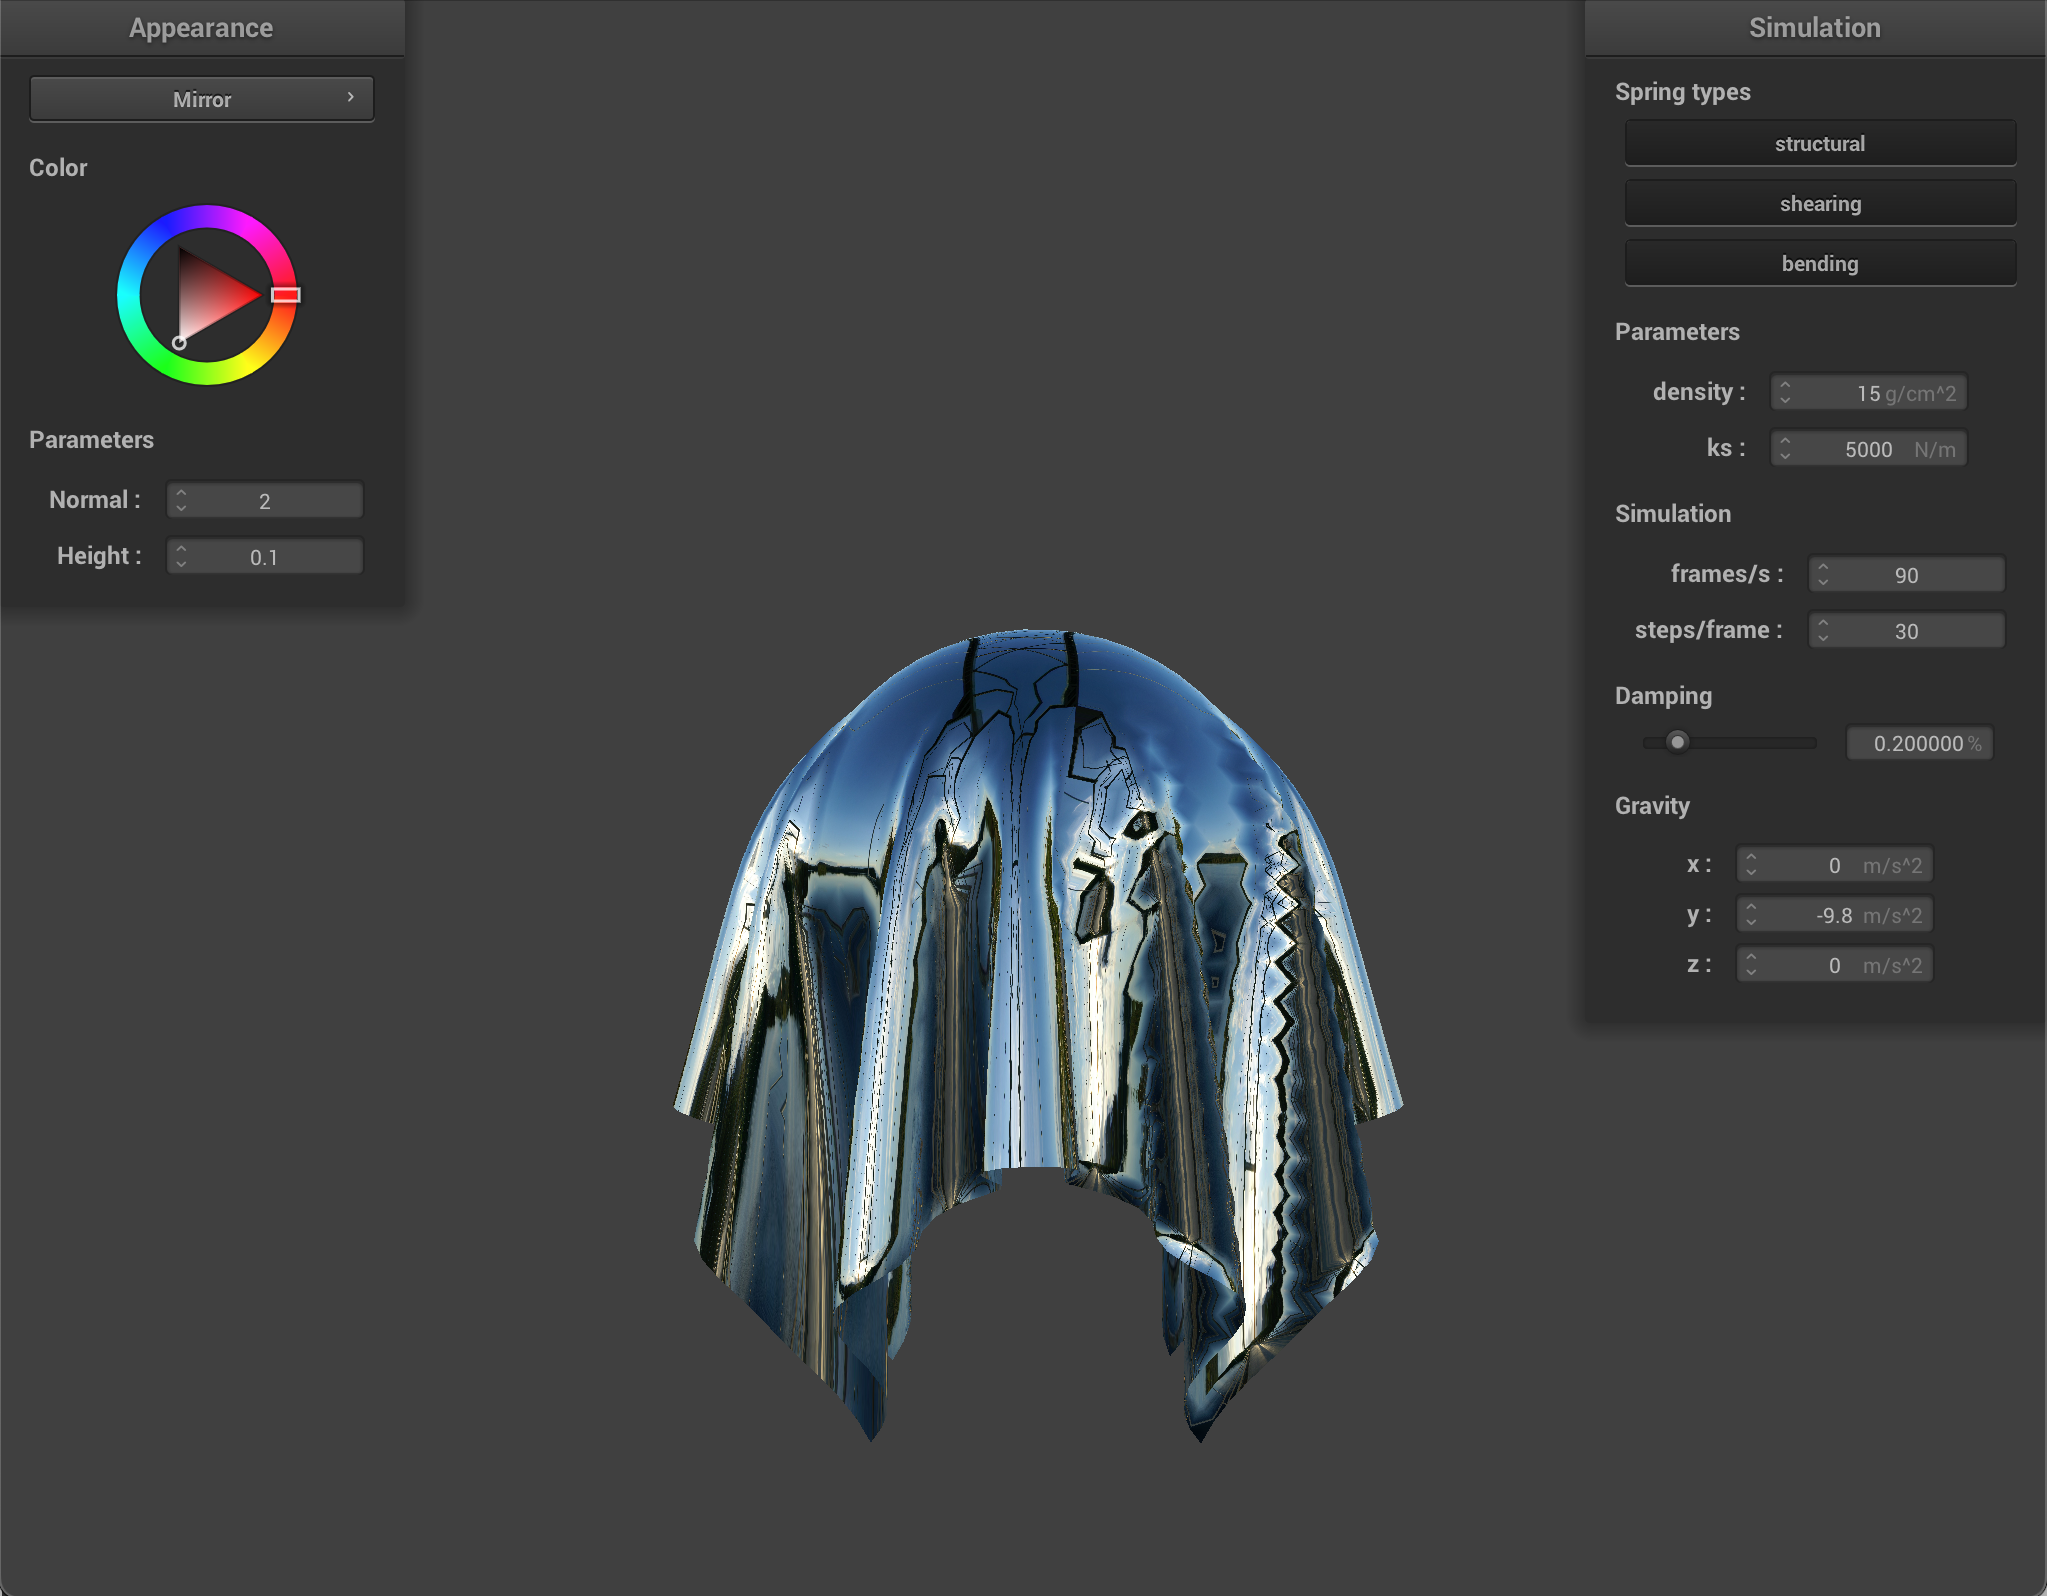 Appearance
Mirror
Color
Parameters
Normal : 2
Height : 0.1
Simulation
Spring types
structural
shearing
bending
Parameters
density : 15 g/cm^2
ks : 5000 N/m
Simulation
frames/s : 90
steps/frame : 30
Damping
0.200000 %
Gravity
x : 0 m/s^2
y : -9.8 m/s^2
z : 0 m/s^2